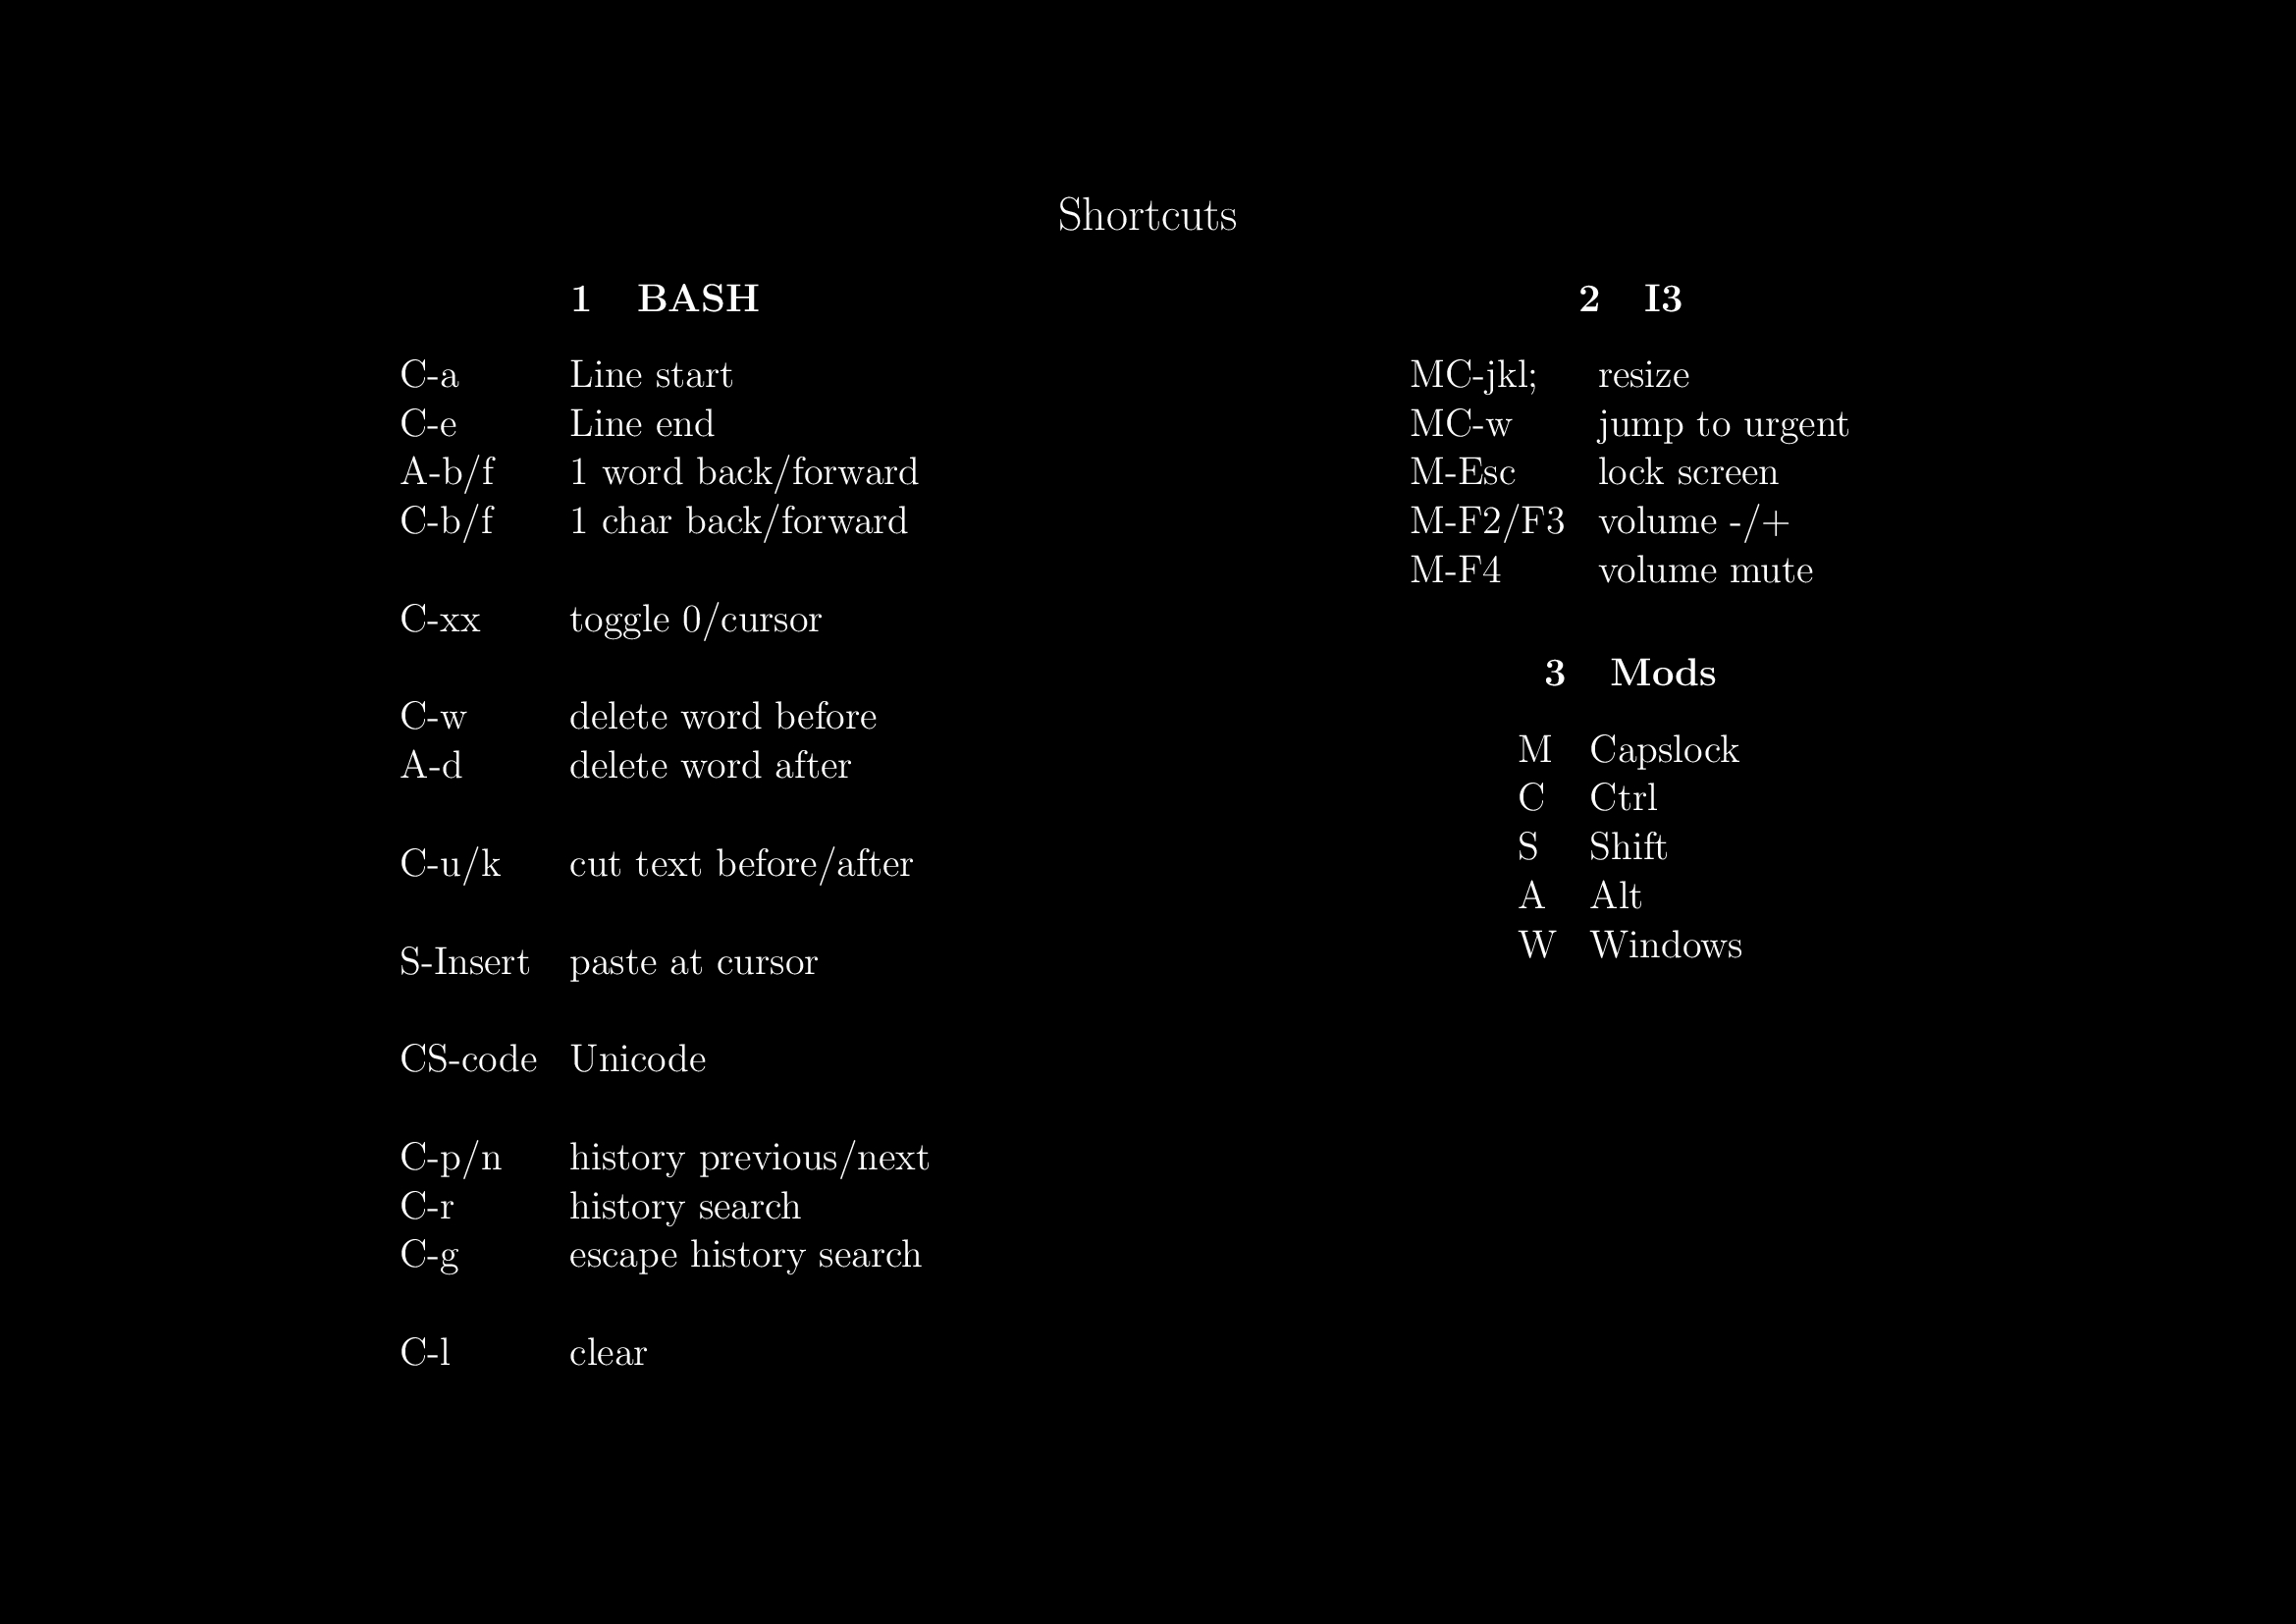 Shortcuts
1 BASH
C-a Line start
C-e Line end
A-b/f 1 word back/forward
C-b/f 1 char back/forward
C-xx toggle 0/cursor
C-w delete word before
A-d delete word after
C-u/k cut text before/after
S-Insert paste at cursor
CS-code Unicode
C-p/n history previous/next
C-r history search
C-g escape history search
C-l clear
2 I3
MC-jkl; resize
MC-w jump to urgent
M-Esc lock screen
M-F2/F3 volume -/+
M-F4 volume mute
3 Mods
M Capslock
C Ctrl
S Shift
A Alt
W Windows